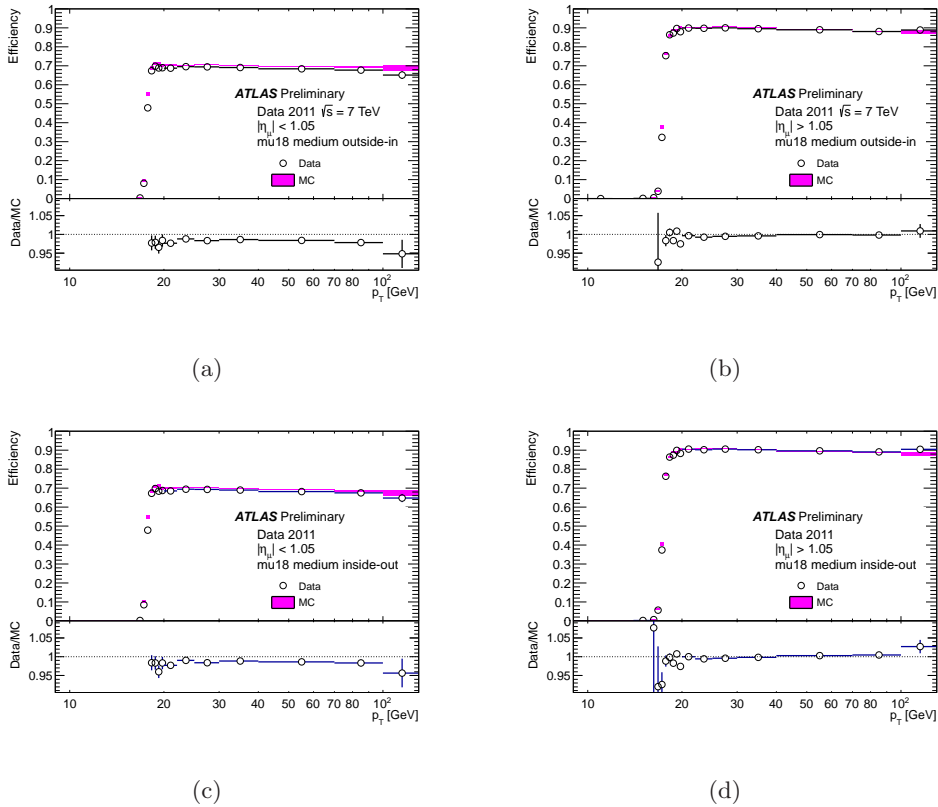 Efficiency
1
0.9
0.8
0.7
0.6
0.5
0.4
0.3
0.2
0.1
0
ATLAS Preliminary
Data 2011 √s = 7 TeV
|η_μ| < 1.05
mu18 medium outside-in
Data
MC
Data/MC
1.05
1
0.95
10 20 30 40 50 60 70 80 10²
p_T [GeV]
(a)
Efficiency
1
0.9
0.8
0.7
0.6
0.5
0.4
0.3
0.2
0.1
0
ATLAS Preliminary
Data 2011 √s = 7 TeV
|η_μ| > 1.05
mu18 medium outside-in
Data
MC
Data/MC
1.05
1
0.95
10 20 30 40 50 60 70 80 10²
p_T [GeV]
(b)
Efficiency
1
0.9
0.8
0.7
0.6
0.5
0.4
0.3
0.2
0.1
0
ATLAS Preliminary
Data 2011
|η_μ| < 1.05
mu18 medium inside-out
Data
MC
Data/MC
1.05
1
0.95
10 20 30 40 50 60 70 80 10²
p_T [GeV]
(c)
Efficiency
1
0.9
0.8
0.7
0.6
0.5
0.4
0.3
0.2
0.1
0
ATLAS Preliminary
Data 2011
|η_μ| > 1.05
mu18 medium inside-out
Data
MC
Data/MC
1.05
1
0.95
10 20 30 40 50 60 70 80 10²
p_T [GeV]
(d)